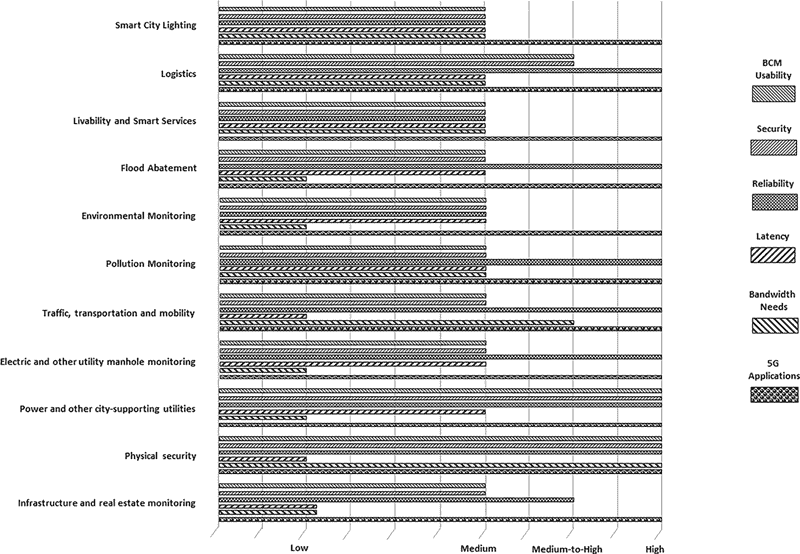 Smart City Lighting
Logistics
Livability and Smart Services
Flood Abatement
Environmental Monitoring
Pollution Monitoring
Traffic, transportation and mobility
Electric and other utility manhole monitoring
Power and other city-supporting utilities
Physical security
Infrastructure and real estate monitoring
Low
Medium
Medium-to-High
High
BCM
Usability
Security
Reliability
Latency
Bandwidth
Needs
5G
Applications